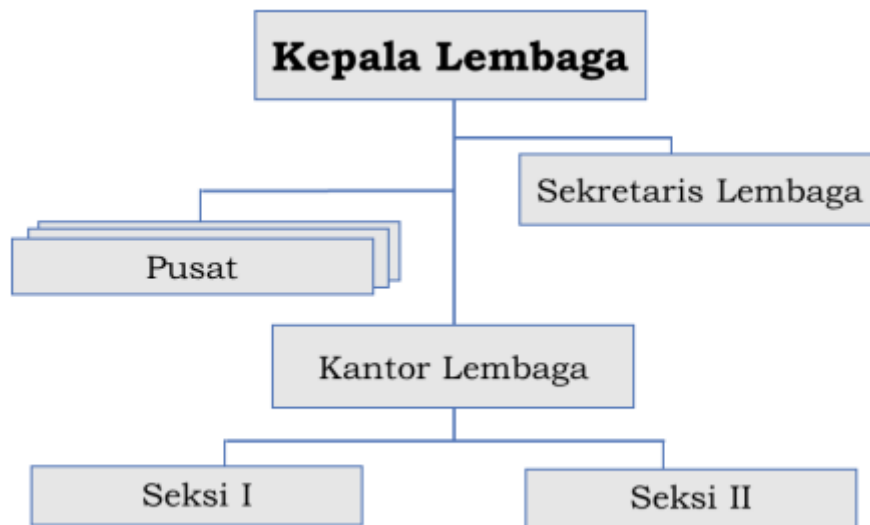 Kepala Lembaga
Sekretaris Lembaga
Pusat
Kantor Lembaga
Seksi I
Seksi II